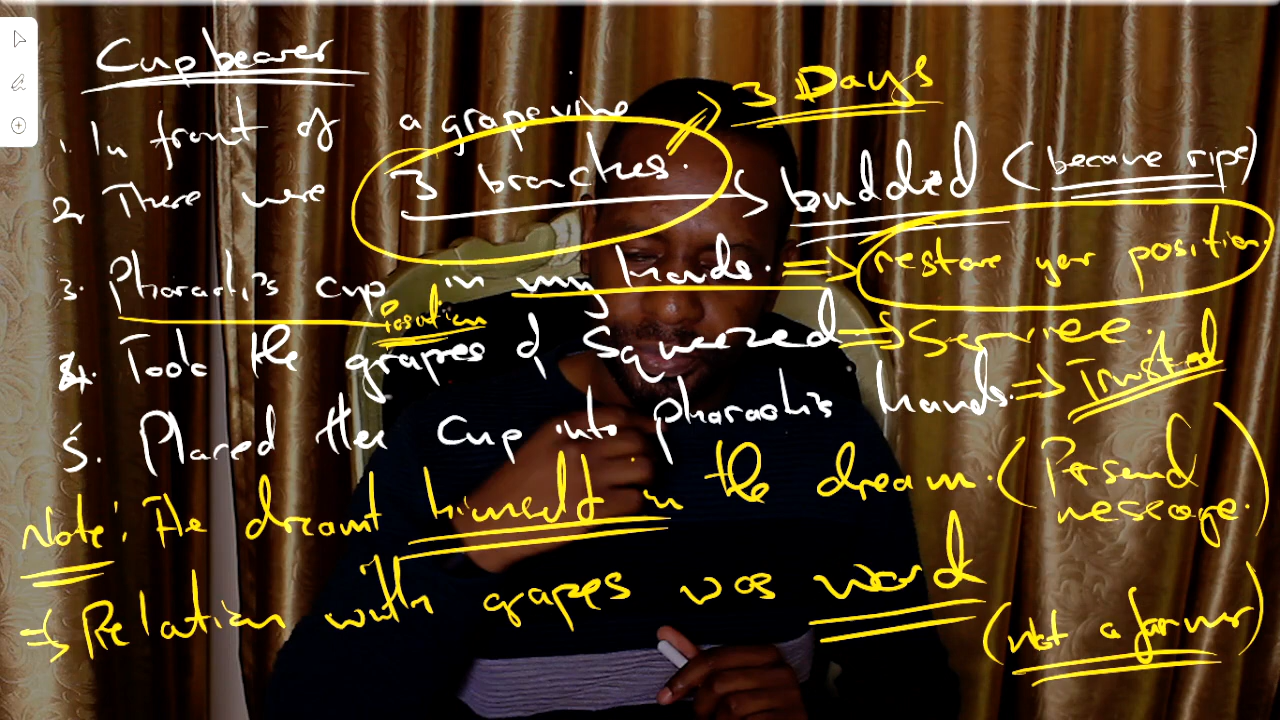 Cupbearer
1. In front of a grapevine
3 Days
2. There were 3 branches. budded (became ripe)
3. Pharaoh's cup in my hands. => restore your position.
Position
4. Took the grapes & squeezed => Service.
5. Placed the cup into pharaoh's hands. => Trusted
Note: He dreamt himself in the dream. (Personal message.)
=> Relation with grapes was work (not a farmer)